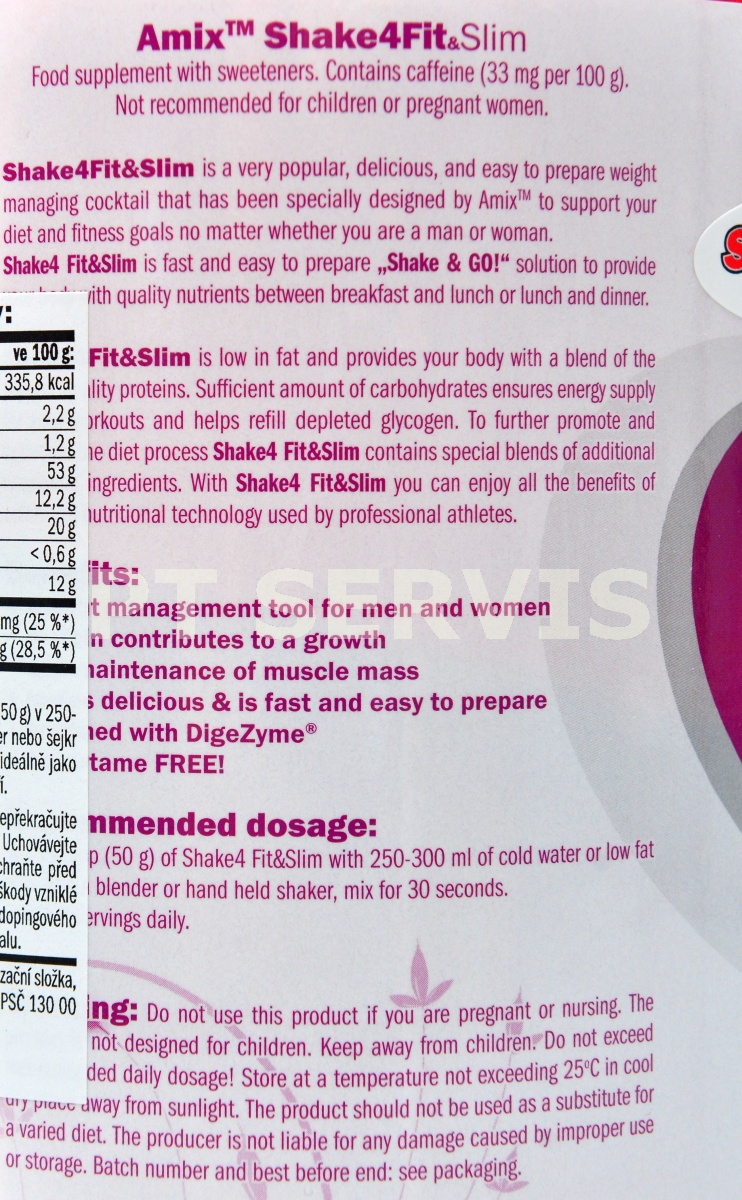 Amix™ Shake4Fit&Slim
Food supplement with sweeteners. Contains caffeine (33 mg per 100 g).
Not recommended for children or pregnant women.
Shake4Fit&Slim is a very popular, delicious, and easy to prepare weight
managing cocktail that has been specially designed by Amix™ to support your
diet and fitness goals no matter whether you are a man or woman.
Shake4 Fit&Slim is fast and easy to prepare „Shake & GO!“ solution to provide
with quality nutrients between breakfast and lunch or lunch and dinner.
Fit&Slim is low in fat and provides your body with a blend of the
lity proteins. Sufficient amount of carbohydrates ensures energy supply
orkouts and helps refill depleted glycogen. To further promote and
he diet process Shake4 Fit&Slim contains special blends of additional
ingredients. With Shake4 Fit&Slim you can enjoy all the benefits of
nutritional technology used by professional athletes.
its:
t management tool for men and women
n contributes to a growth
maintenance of muscle mass
s delicious & is fast and easy to prepare
ned with DigeZyme®
tame FREE!
mmended dosage:
p (50 g) of Shake4 Fit&Slim with 250-300 ml of cold water or low fat
blender or hand held shaker, mix for 30 seconds.
ervings daily.
ing: Do not use this product if you are pregnant or nursing. The
not designed for children. Keep away from children. Do not exceed
ded daily dosage! Store at a temperature not exceeding 25°C in cool
dry place away from sunlight. The product should not be used as a substitute for
a varied diet. The producer is not liable for any damage caused by improper use
or storage. Batch number and best before end: see packaging.
ve 100 g:
335,8 kcal
2,2 g
1,2 g
53 g
12,2 g
20 g
< 0,6 g
12 g
mg (25 %*)
g (28,5 %*)
50 g) v 250-
er nebo šejkr
ideálně jako
í.
epřekračujte
Uchovávejte
chraňte před
škody vzniklé
dopingového
alu.
zační složka,
PSČ 130 00
RT SERVIS
S